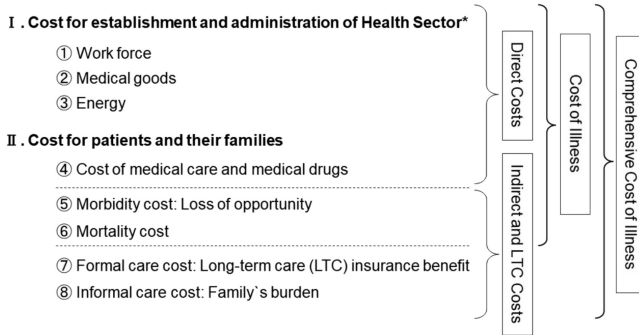 Ⅰ. Cost for establishment and administration of Health Sector*
① Work force
② Medical goods
③ Energy
Ⅱ. Cost for patients and their families
④ Cost of medical care and medical drugs
⑤ Morbidity cost: Loss of opportunity
⑥ Mortality cost
⑦ Formal care cost: Long-term care (LTC) insurance benefit
⑧ Informal care cost: Family`s burden
Direct Costs
Indirect and LTC Costs
Cost of Illness
Comprehensive Cost of Illness